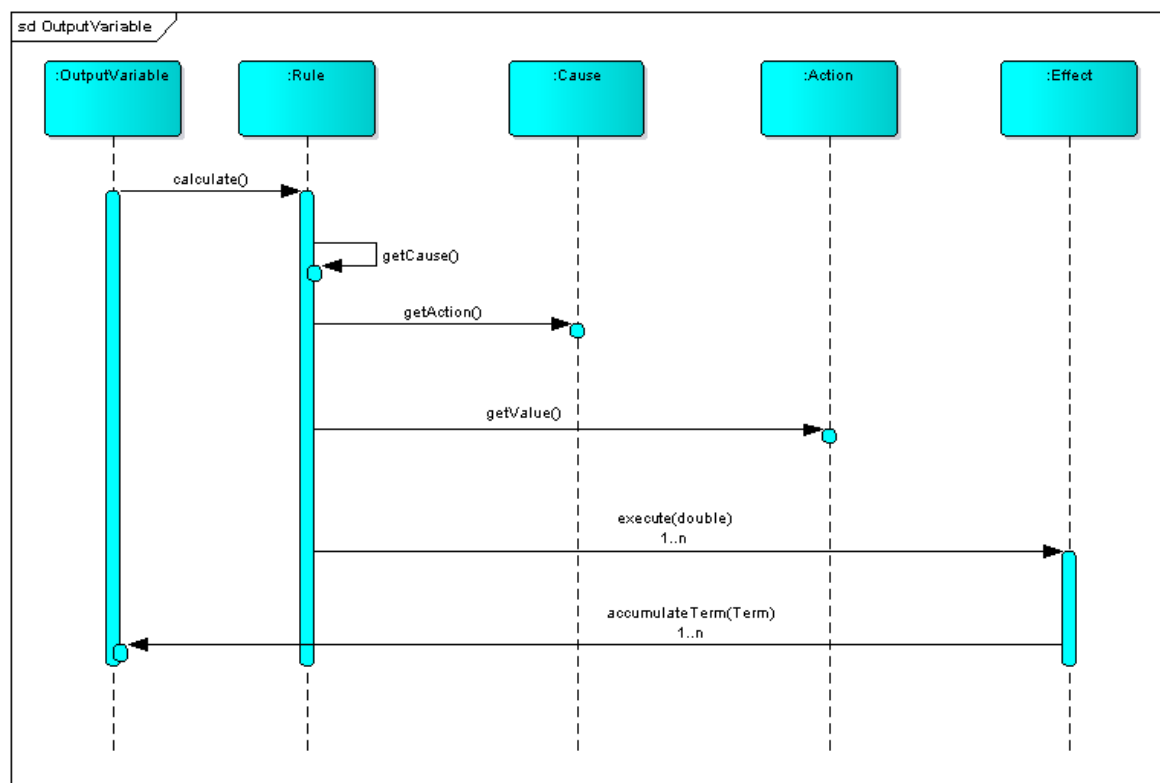 sd OutputVariable
:OutputVariable
:Rule
:Cause
:Action
:Effect
calculate()
getCause()
getAction()
getValue()
execute(double)
1..n
accumulateTerm(Term)
1..n